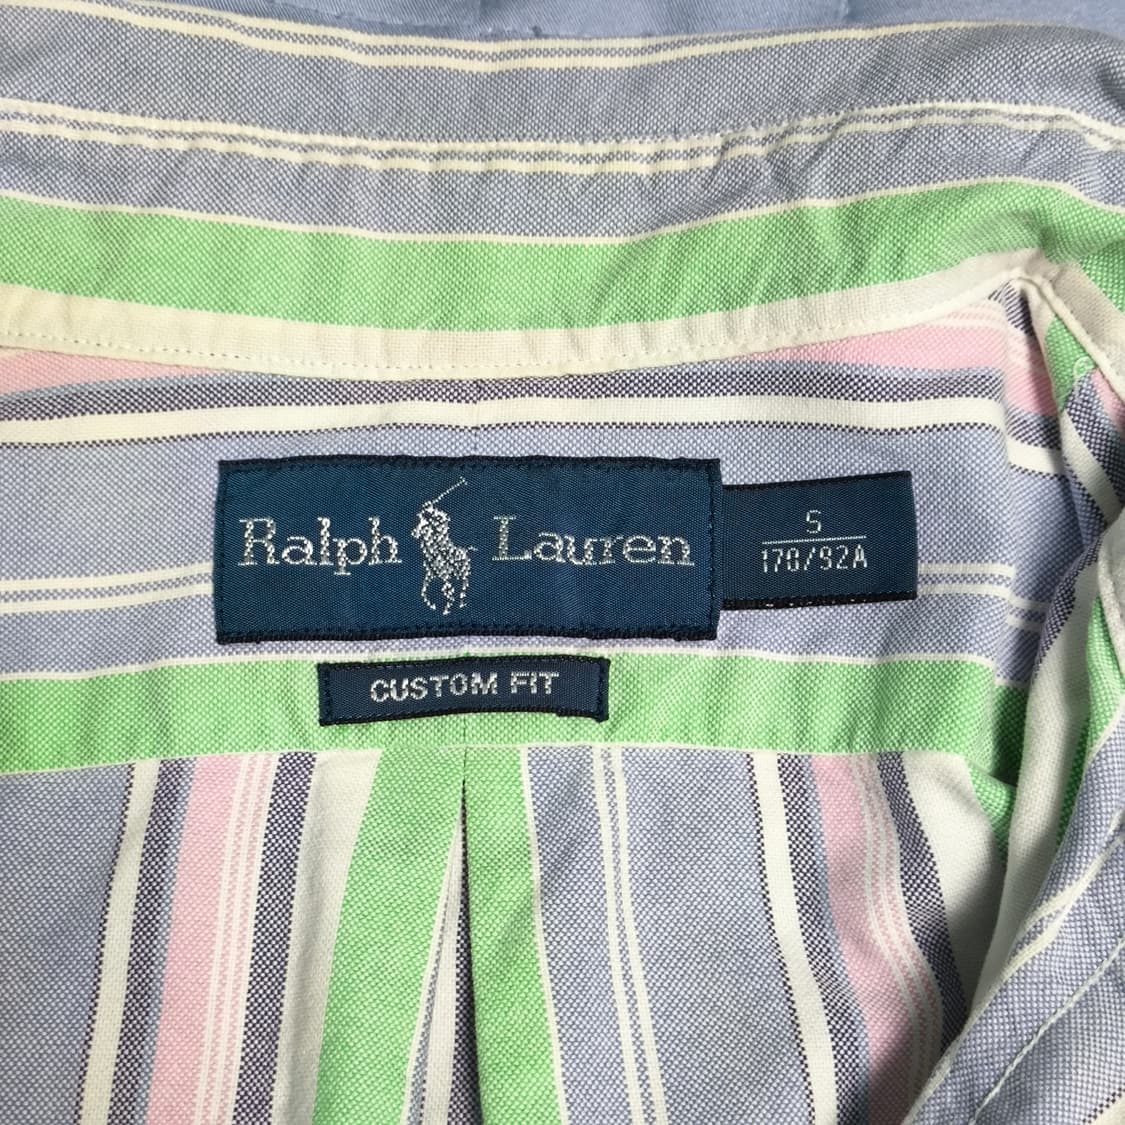 Ralph Lauren
S
170/92A
CUSTOM FIT